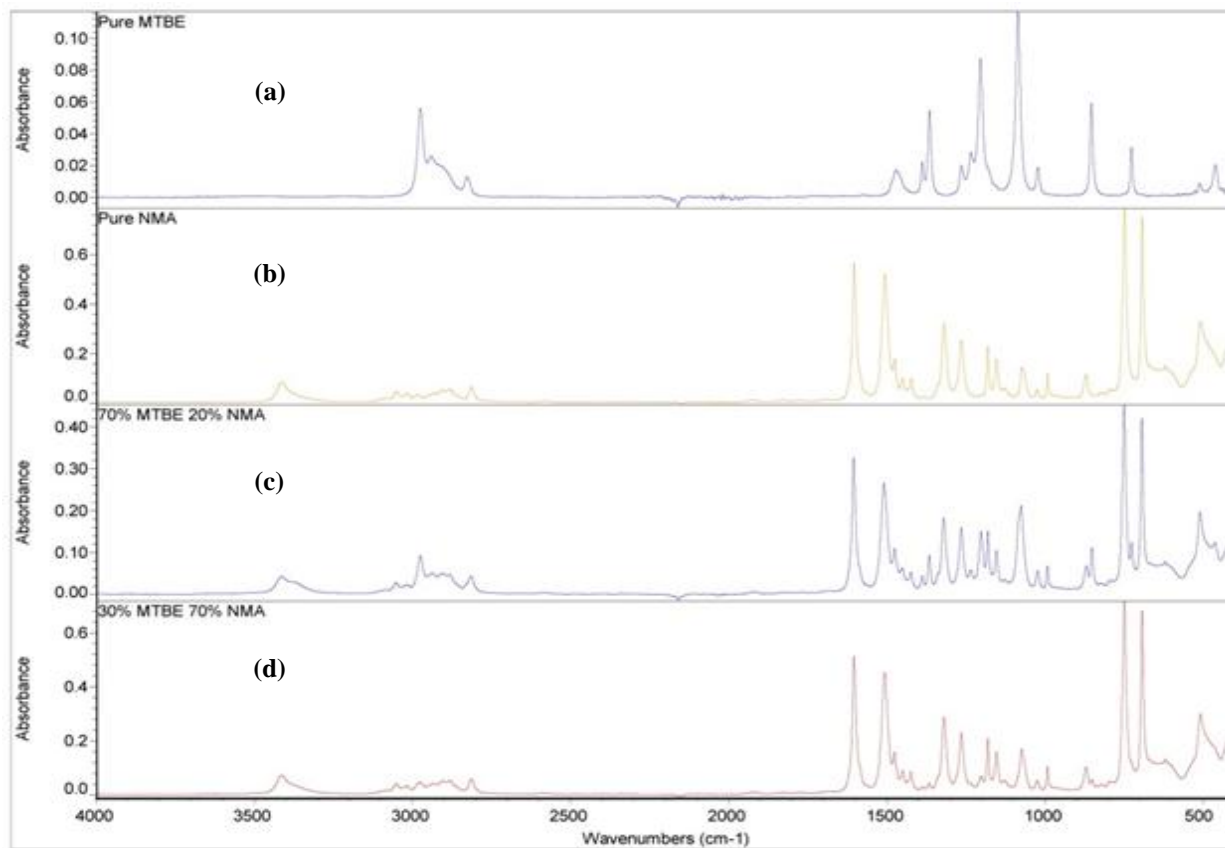 Pure MTBE
(a)
Absorbance
0.10
0.08
0.06
0.04
0.02
0.00
Pure NMA
(b)
Absorbance
0.6
0.4
0.2
0.0
70% MTBE 20% NMA
(c)
Absorbance
0.40
0.30
0.20
0.10
0.00
30% MTBE 70% NMA
(d)
Absorbance
0.6
0.4
0.2
0.0
4000 3500 3000 2500 2000 1500 1000 500
Wavenumbers (cm-1)